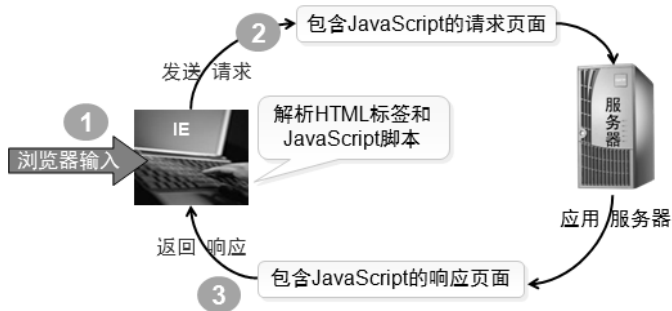 2
包含JavaScript的请求页面
发送 请求
1
IE
解析HTML标签和
JavaScript脚本
服务器
浏览器输入
应用 服务器
返回 响应
3
包含JavaScript的响应页面